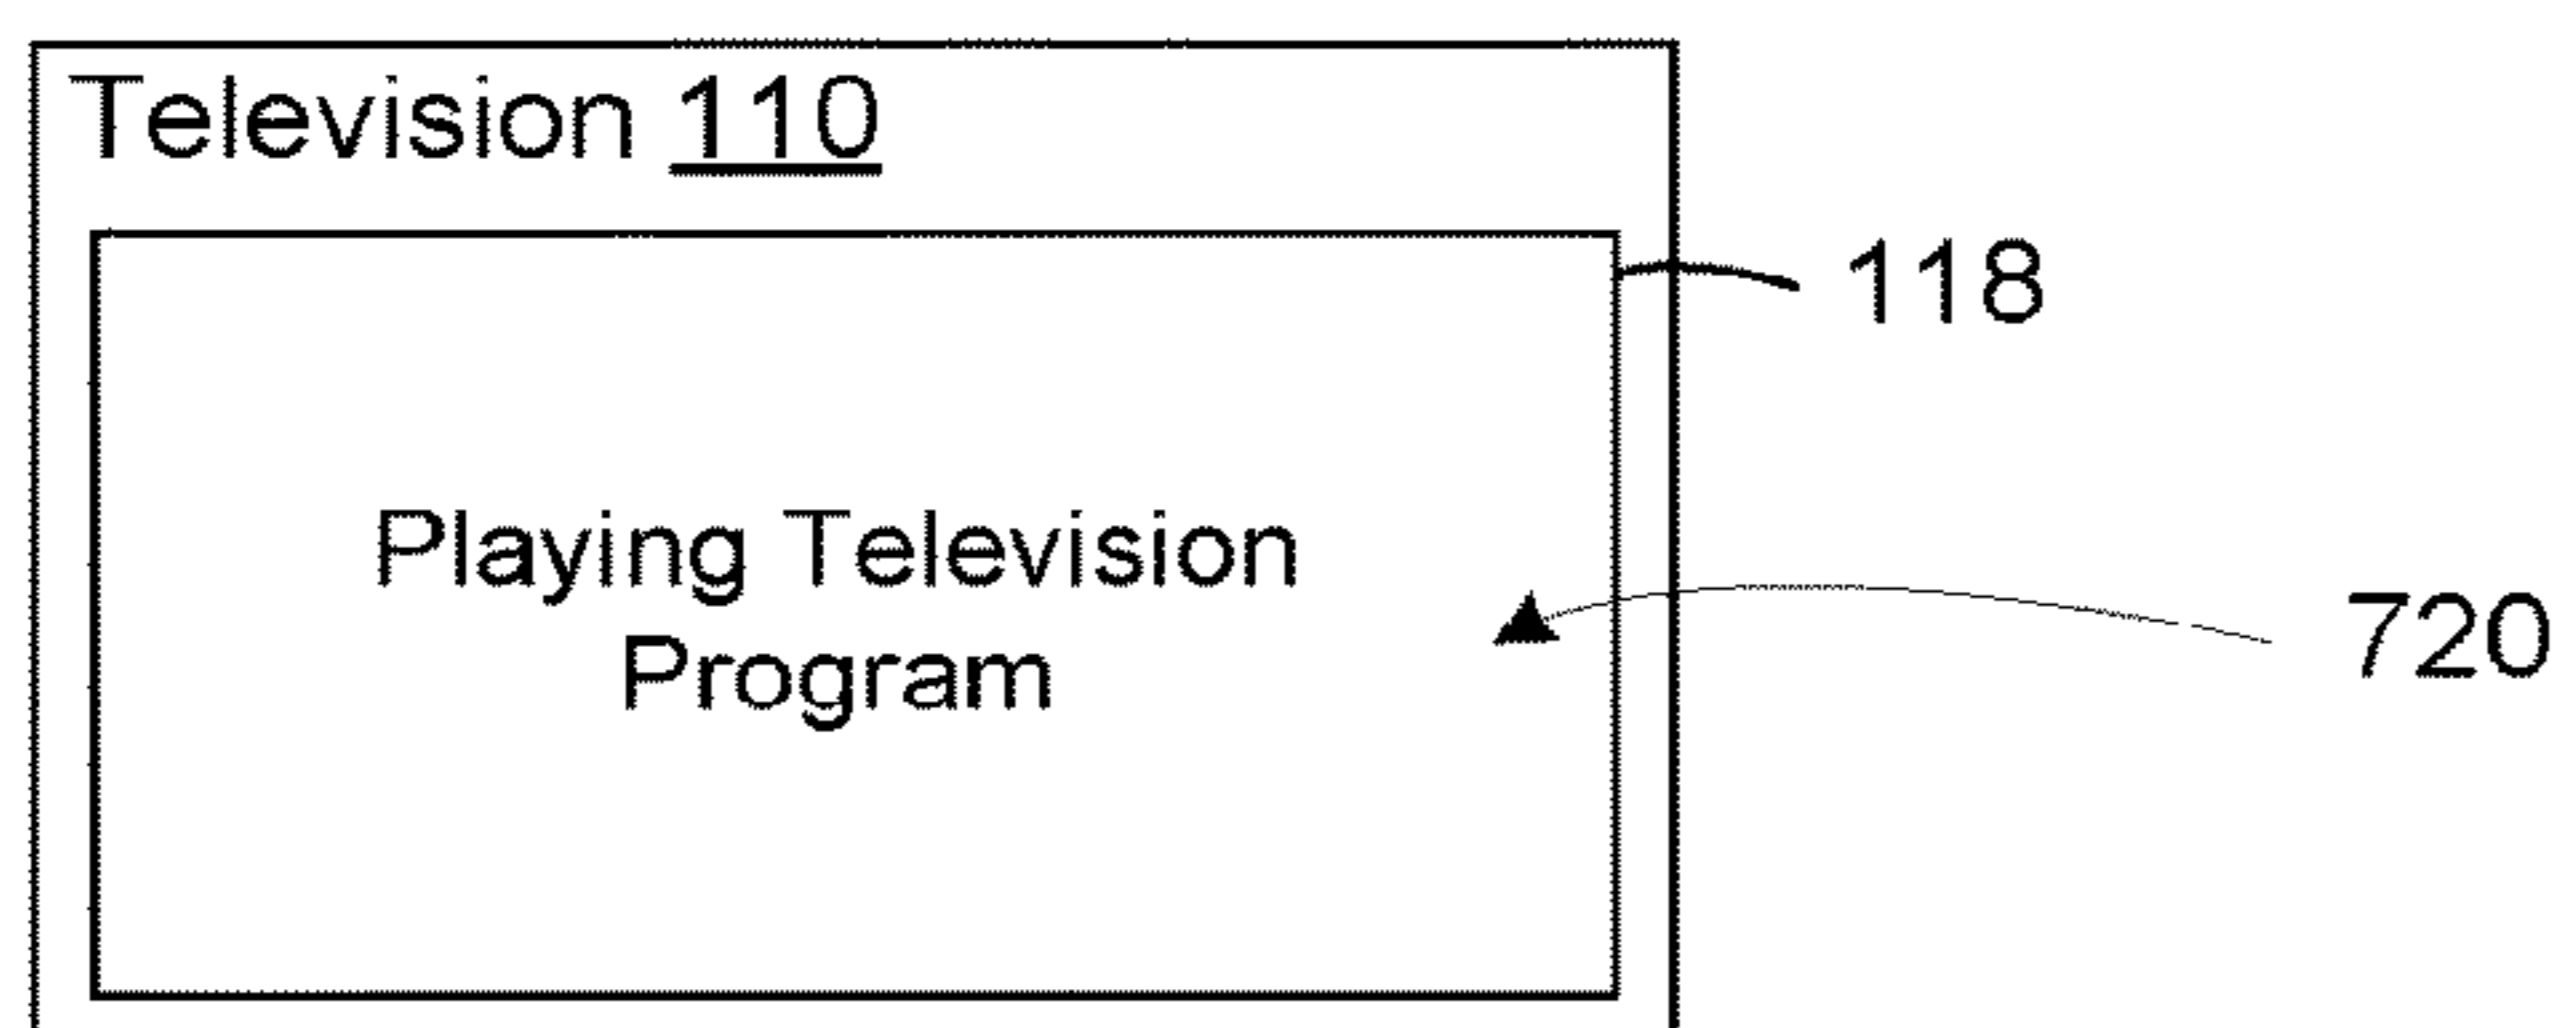 Television 110
118
Playing Television
Program
720